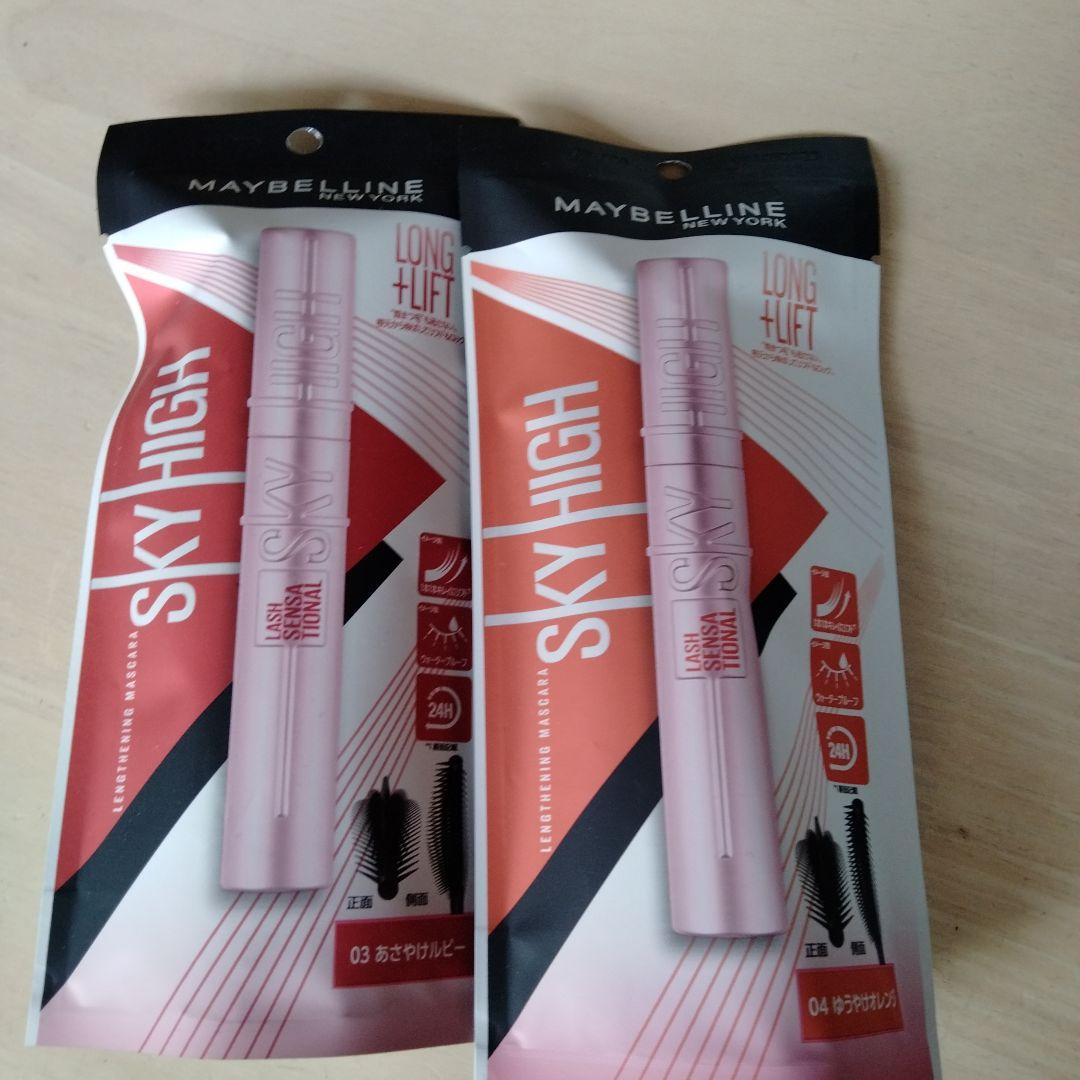 MAYBELLINE
NEW YORK
LONG
+LIFT
SKY HIGH
LENGTHENING MASCARA
SKY HIGH
LASH
SENSA
TIONAL
ウォータープルーフ
24H
正面
側面
03 あさやけルビー
MAYBELLINE
NEW YORK
LONG
+LIFT
SKY HIGH
LENGTHENING MASCARA
SKY HIGH
LASH
SENSA
TIONAL
ウォータープルーフ
24H
正面
側面
04 ゆうやけオレンジ